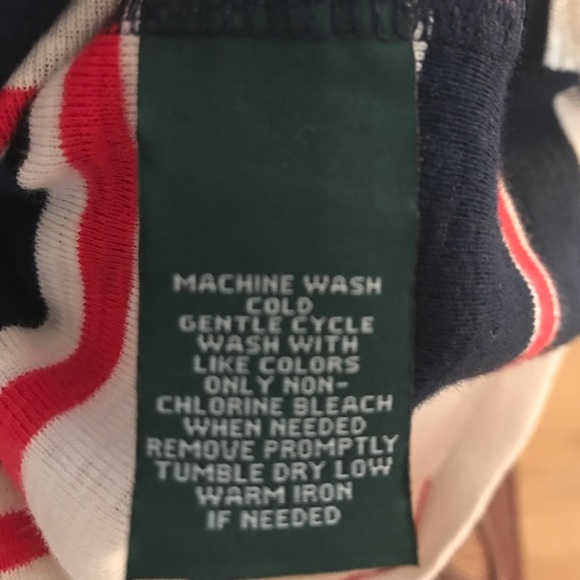 MACHINE WASH
COLD
GENTLE CYCLE
WASH WITH
LIKE COLORS
ONLY NON-
CHLORINE BLEACH
WHEN NEEDED
REMOVE PROMPTLY
TUMBLE DRY LOW
WARM IRON
IF NEEDED